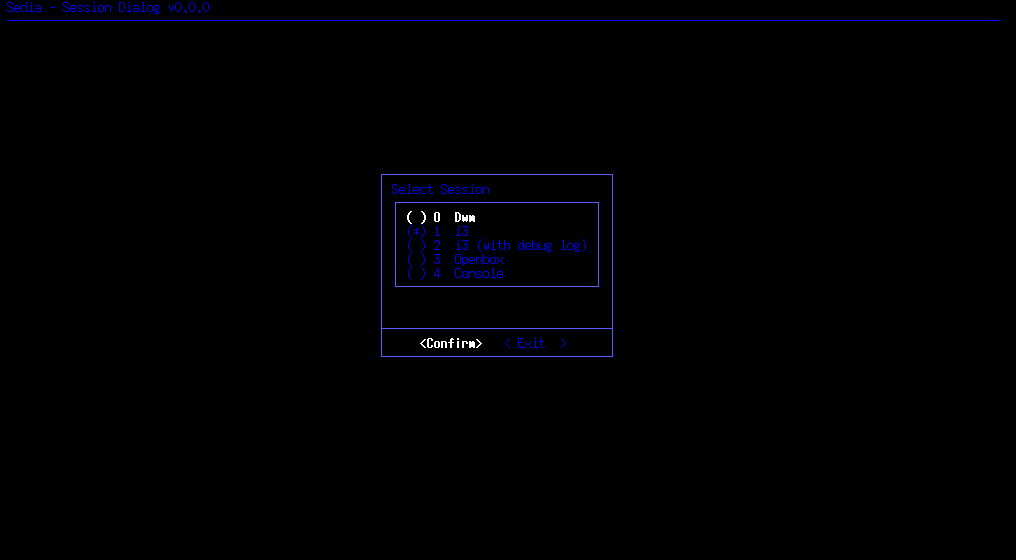 Sedia - Session Dialog v0.0.0
Select Session
( ) 0 Dwm
(*) 1 i3
( ) 2 i3 (with debug log)
( ) 3 Openbox
( ) 4 Console
<Confirm> < Exit >